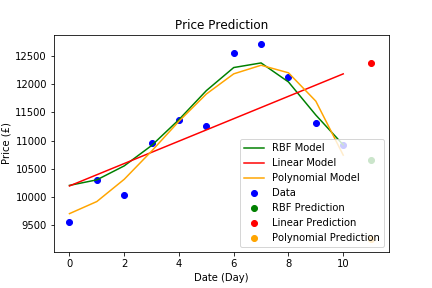 Price Prediction
Price (£)
12500
12000
11500
11000
10500
10000
9500
RBF Model
Linear Model
Polynomial Model
Data
RBF Prediction
Linear Prediction
Polynomial Prediction
0 2 4 6 8 10
Date (Day)